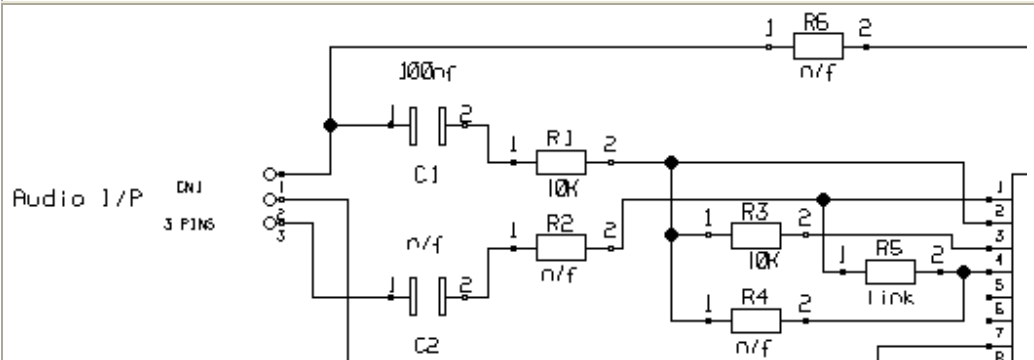 1 R6 2
n/f
100nf
1 2
C1
1 R1 2
10K
Audio I/P
CN1
3 PINS
1
2
3
n/f
1 2
C2
1 R2 2
n/f
1 R3 2
10K
1 R5 2
link
1 R4 2
n/f
1
2
3
4
5
6
7
8